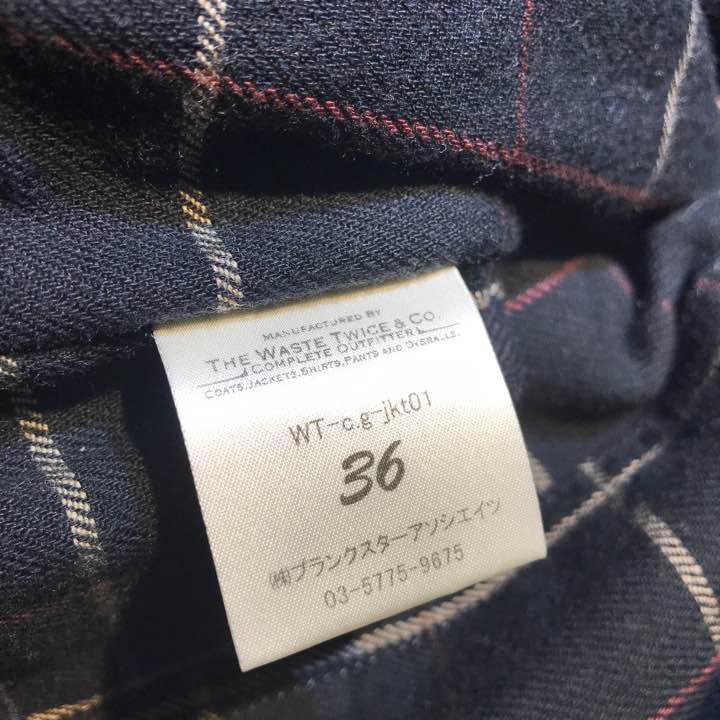 MANUFACTURED BY
THE WASTE TWICE & CO.
COMPLETE OUTFITTER
COATS, JACKETS, SHIRTS, PANTS AND OVERALLS.
WT-c.g-jkt01
36
㈱ブランクスターアソシエイツ
03-5775-9675